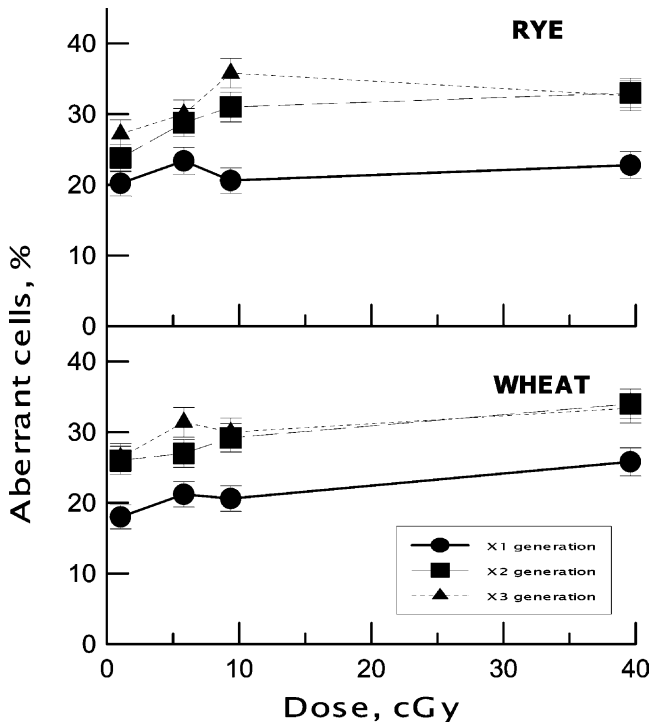 RYE
40
30
20
10
0
WHEAT
40
30
20
10
0
X1 generation
X2 generation
X3 generation
0
10
20
30
40
Dose, cGy
Aberrant cells, %